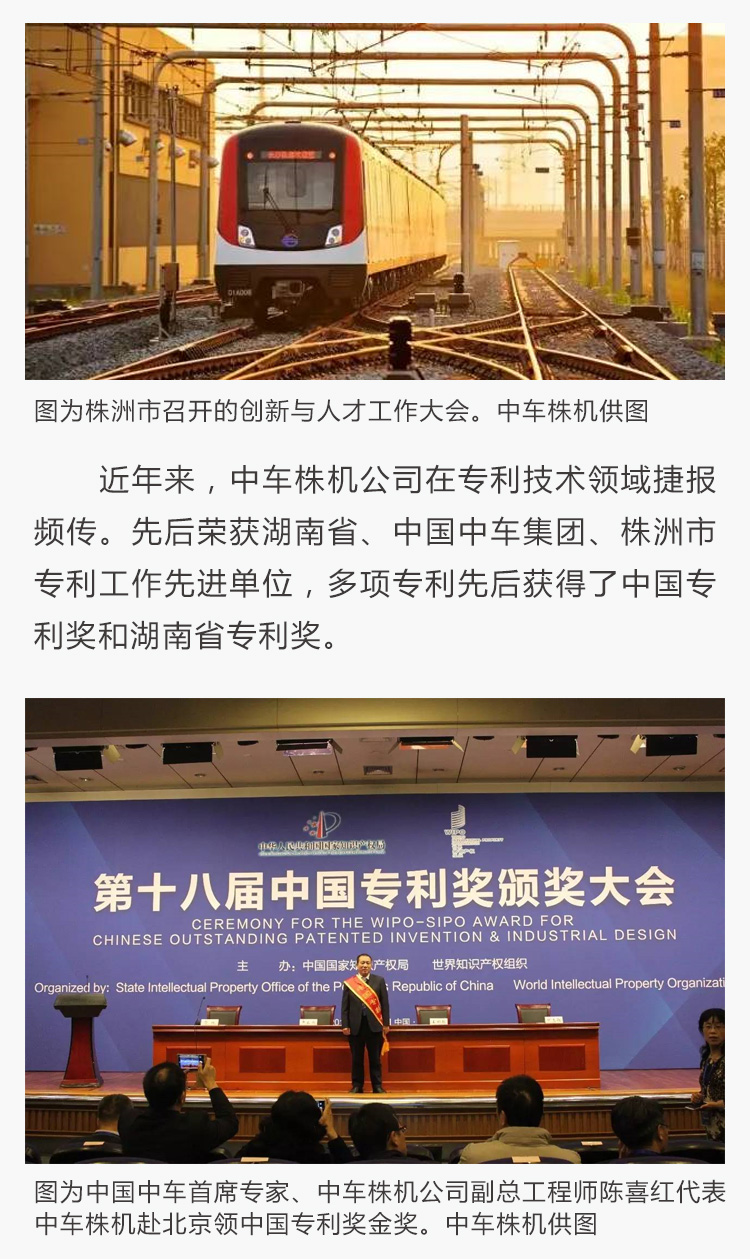 01A008
图为株洲市召开的创新与人才工作大会。中车株机供图
近年来，中车株机公司在专利技术领域捷报
频传。先后荣获湖南省、中国中车集团、株洲市
专利工作先进单位，多项专利先后获得了中国专
利奖和湖南省专利奖。
中华人民共和国国家知识产权局
WIPO
第十八届中国专利奖颁奖大会
CEREMONY FOR THE WIPO-SIPO AWARD FOR
CHINESE OUTSTANDING PATENTED INVENTION & INDUSTRIAL DESIGN
主 办：中国国家知 产权局 世界知识产权组织
Organized by: State Intellectual Property Office of the P Republic of China World Intellectual Property Organizati
中国
图为中国中车首席专家、中车株机公司副总工程师陈喜红代表
中车株机赴北京领中国专利奖金奖。中车株机供图